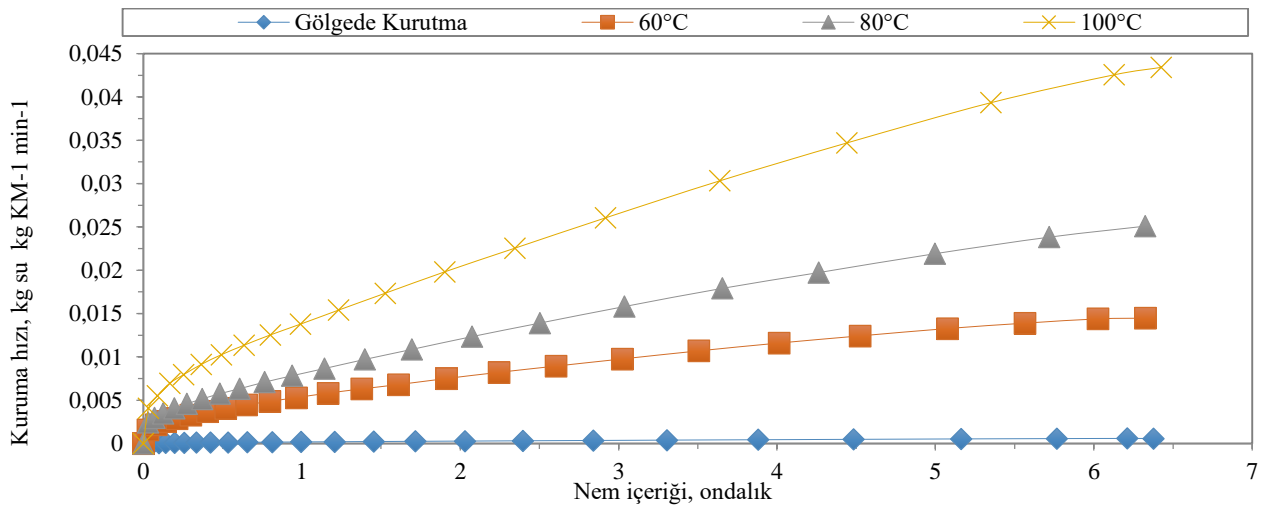 Gölgede Kurutma 60°C 80°C 100°C
0,045
0,04
0,035
0,03
0,025
0,02
0,015
0,01
0,005
0
Kuruma hızı, kg su kg KM-1 min-1
0 1 2 3 4 5 6 7
Nem içeriği, ondalık